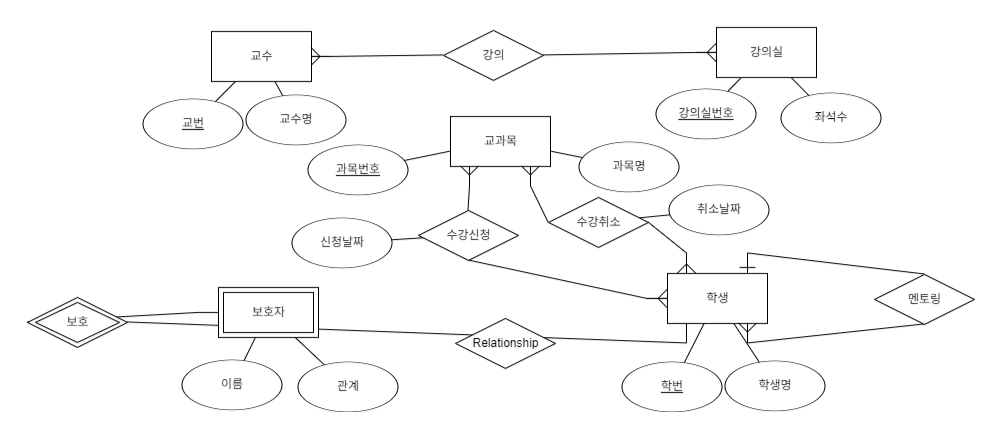 교수
강의
강의실
교번
교수명
강의실번호
좌석수
교과목
과목번호
과목명
수강신청
수강취소
취소날짜
신청날짜
보호
보호자
Relationship
학생
멘토링
이름
관계
학번
학생명